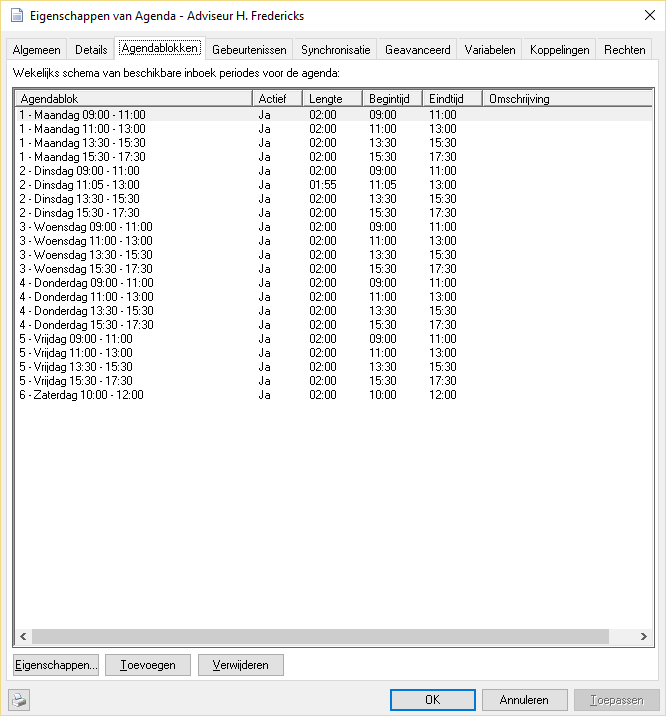 Eigenschappen van Agenda - Adviseur H. Fredericks
Algemeen Details Agendablokken Gebeurtenissen Synchronisatie Geavanceerd Variabelen Koppelingen Rechten
Wekelijks schema van beschikbare inboek periodes voor de agenda:
Agendablok Actief Lengte Begintijd Eindtijd Omschrijving
1 - Maandag 09:00 - 11:00 Ja 02:00 09:00 11:00
1 - Maandag 11:00 - 13:00 Ja 02:00 11:00 13:00
1 - Maandag 13:30 - 15:30 Ja 02:00 13:30 15:30
1 - Maandag 15:30 - 17:30 Ja 02:00 15:30 17:30
2 - Dinsdag 09:00 - 11:00 Ja 02:00 09:00 11:00
2 - Dinsdag 11:05 - 13:00 Ja 01:55 11:05 13:00
2 - Dinsdag 13:30 - 15:30 Ja 02:00 13:30 15:30
2 - Dinsdag 15:30 - 17:30 Ja 02:00 15:30 17:30
3 - Woensdag 09:00 - 11:00 Ja 02:00 09:00 11:00
3 - Woensdag 11:00 - 13:00 Ja 02:00 11:00 13:00
3 - Woensdag 13:30 - 15:30 Ja 02:00 13:30 15:30
3 - Woensdag 15:30 - 17:30 Ja 02:00 15:30 17:30
4 - Donderdag 09:00 - 11:00 Ja 02:00 09:00 11:00
4 - Donderdag 11:00 - 13:00 Ja 02:00 11:00 13:00
4 - Donderdag 13:30 - 15:30 Ja 02:00 13:30 15:30
4 - Donderdag 15:30 - 17:30 Ja 02:00 15:30 17:30
5 - Vrijdag 09:00 - 11:00 Ja 02:00 09:00 11:00
5 - Vrijdag 11:00 - 13:00 Ja 02:00 11:00 13:00
5 - Vrijdag 13:30 - 15:30 Ja 02:00 13:30 15:30
5 - Vrijdag 15:30 - 17:30 Ja 02:00 15:30 17:30
6 - Zaterdag 10:00 - 12:00 Ja 02:00 10:00 12:00
Eigenschappen... Toevoegen Verwijderen
OK Annuleren Toepassen